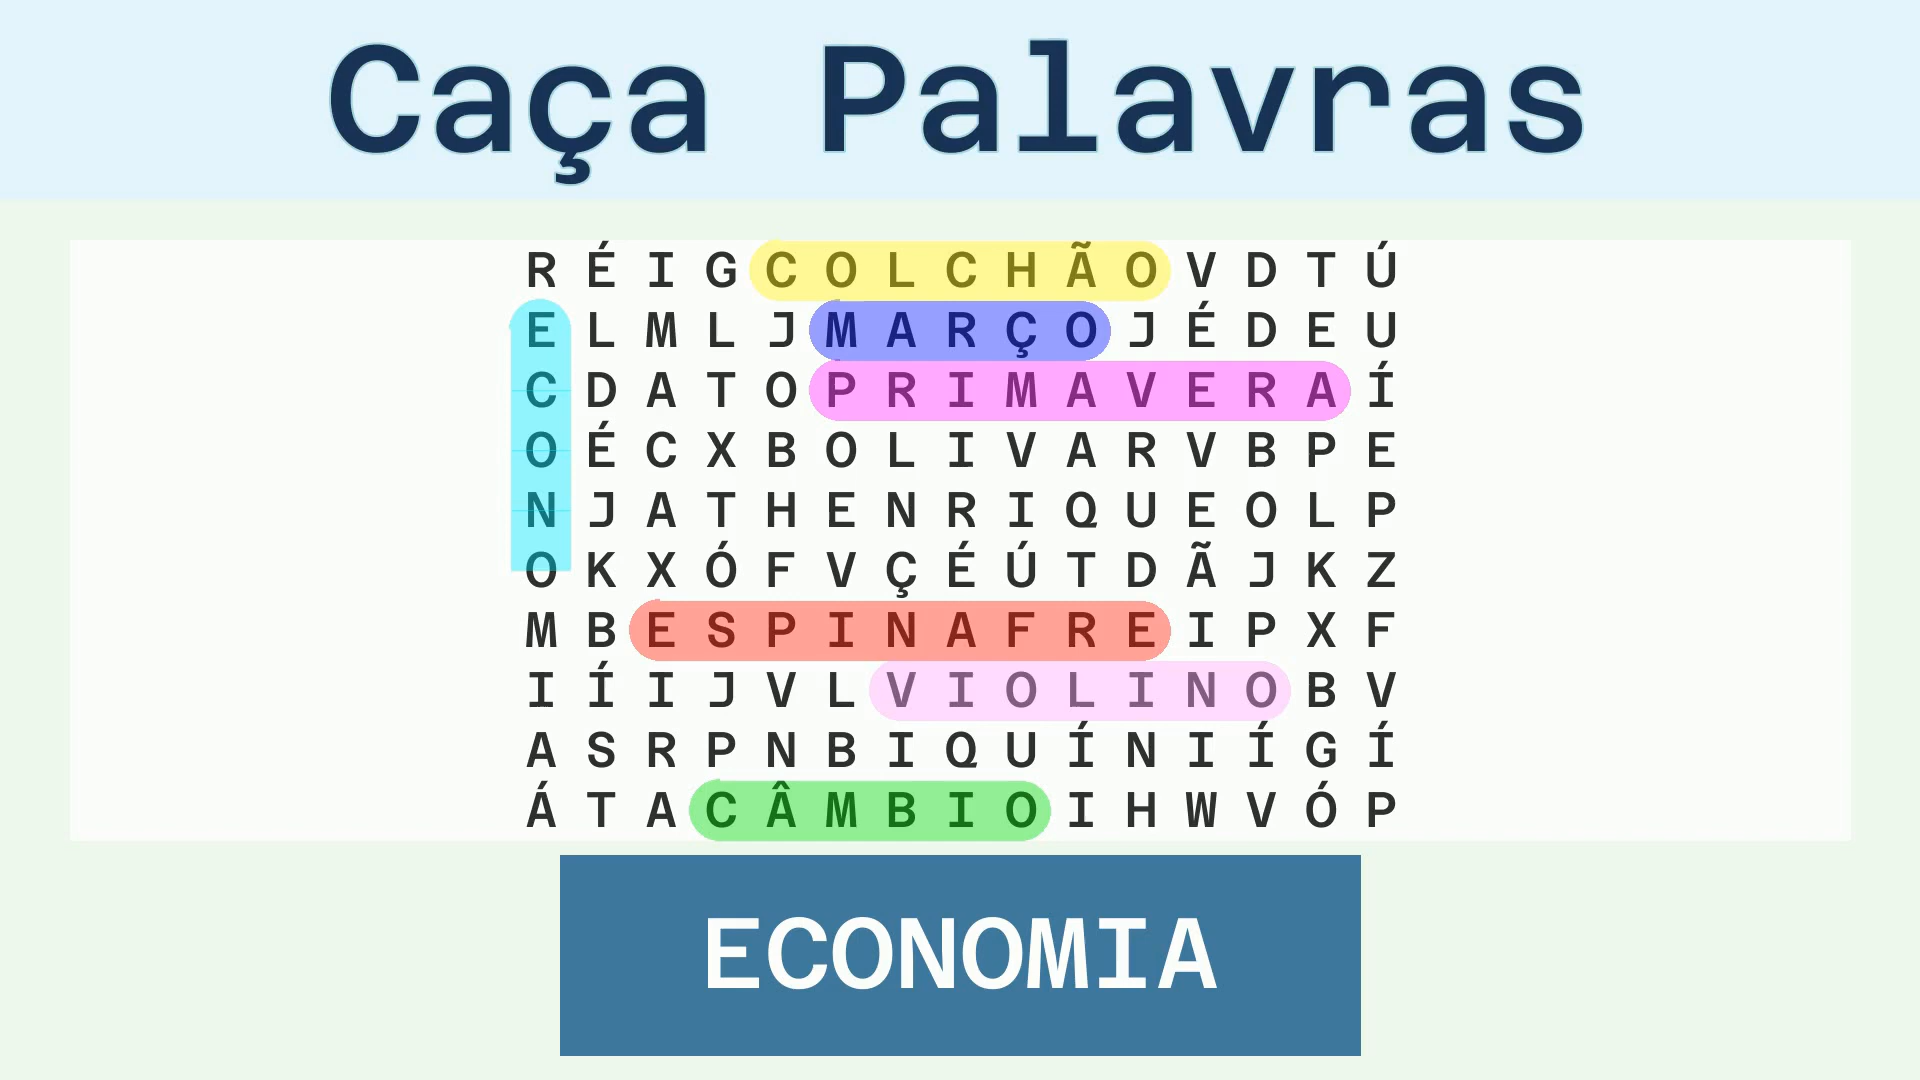 Caça Palavras
R É I G C O L C H Ã O V D T Ú
E L M L J M A R Ç O J É D E U
C D A T O P R I M A V E R A Í
O É C X B O L I V A R V B P E
N J A T H E N R I Q U E O L P
O K X Ó F V Ç É Ú T D Ã J K Z
M B E S P I N A F R E I P X F
I Í I J V L V I O L I N O B V
A S R P N B I Q U Í N I Í G Í
Á T A C Â M B I O I H W V Ó P
ECONOMIA